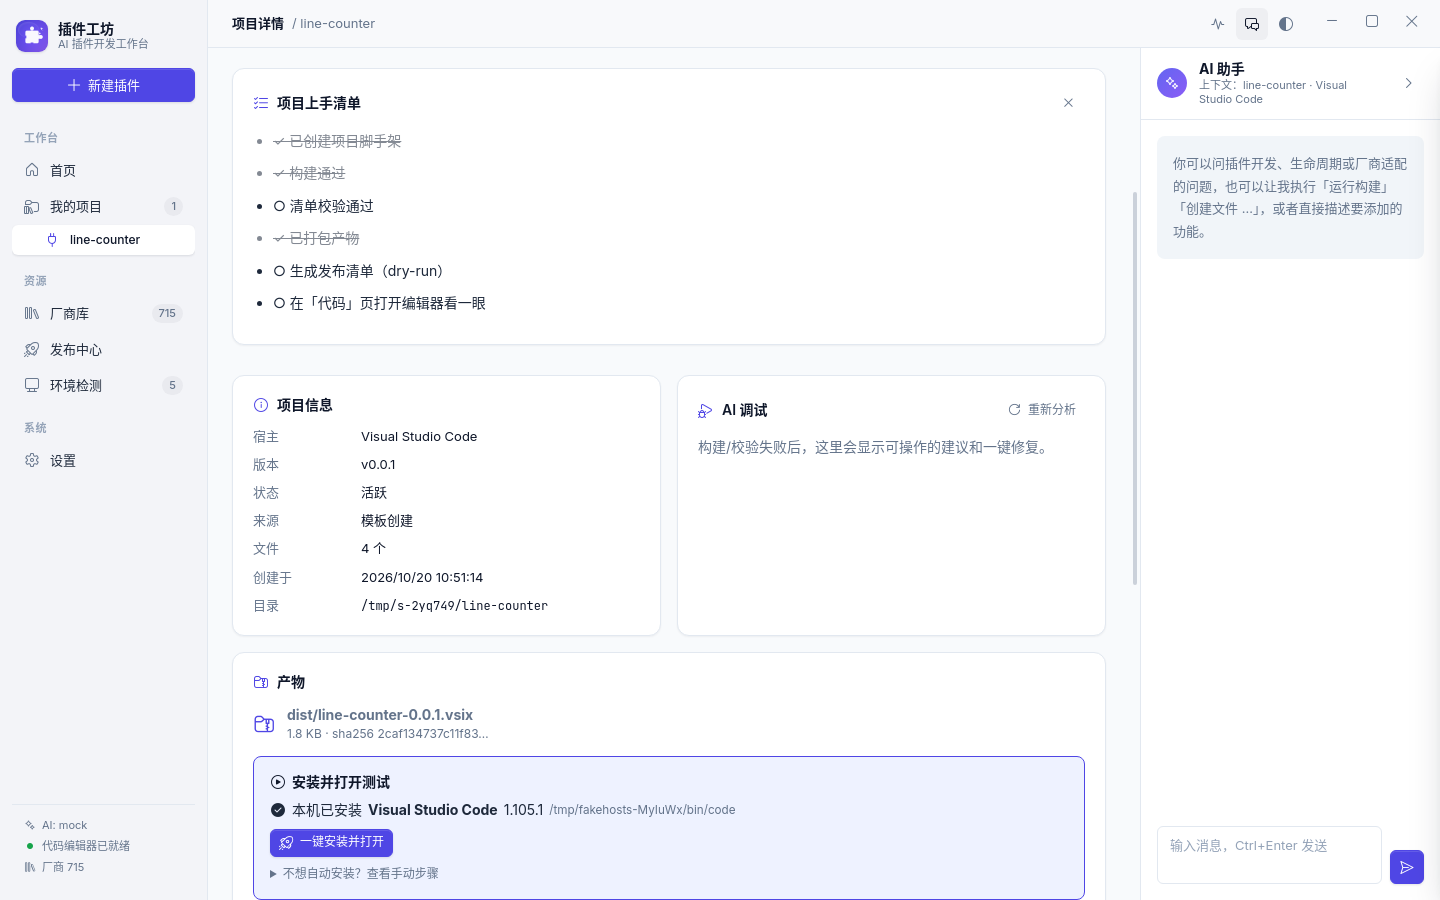 插件工坊
AI 插件开发工作台
新建插件
工作台
首页
我的项目 1
line-counter
资源
厂商库 715
发布中心
环境检测 5
系统
设置
AI: mock
代码编辑器已就绪
厂商 715
项目详情 / line-counter
项目上手清单
✓ 已创建项目脚手架
✓ 构建通过
○ 清单校验通过
✓ 已打包产物
○ 生成发布清单（dry-run）
○ 在「代码」页打开编辑器看一眼
项目信息
宿主 Visual Studio Code
版本 v0.0.1
状态 活跃
来源 模板创建
文件 4 个
创建于 2026/10/20 10:51:14
目录 /tmp/s-2yq749/line-counter
AI 调试
重新分析
构建/校验失败后，这里会显示可操作的建议和一键修复。
产物
dist/line-counter-0.0.1.vsix
1.8 KB · sha256 2caf134737c11f83...
安装并打开测试
本机已安装 Visual Studio Code 1.105.1 /tmp/fakehosts-MyIuWx/bin/code
一键安装并打开
不想自动安装？查看手动步骤
AI 助手
上下文：line-counter · Visual
Studio Code
你可以问插件开发、生命周期或厂商适配
的问题，也可以让我执行「运行构建」
「创建文件 ...」，或者直接描述要添加的
功能。
输入消息，Ctrl+Enter 发送